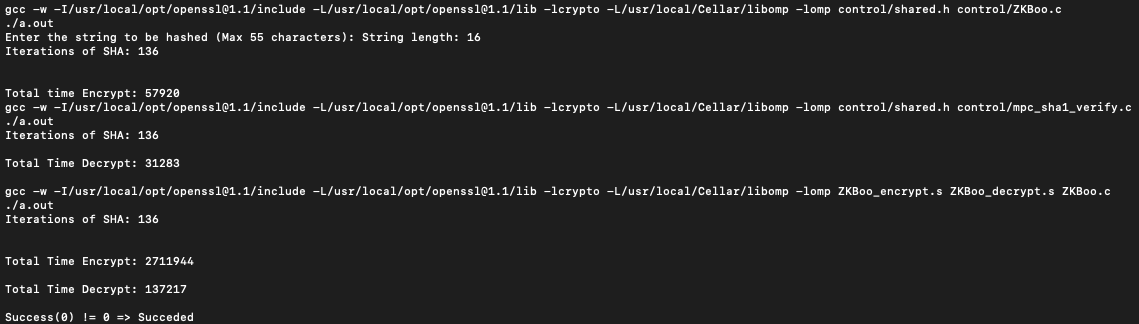 gcc -w -I/usr/local/opt/openssl@1.1/include -L/usr/local/opt/openssl@1.1/lib -lcrypto -L/usr/local/Cellar/libomp -lomp control/shared.h control/ZKBoo.c
./a.out
Enter the string to be hashed (Max 55 characters): String length: 16
Iterations of SHA: 136
Total time Encrypt: 57920
gcc -w -I/usr/local/opt/openssl@1.1/include -L/usr/local/opt/openssl@1.1/lib -lcrypto -L/usr/local/Cellar/libomp -lomp control/shared.h control/mpc_sha1_verify.c
./a.out
Iterations of SHA: 136
Total Time Decrypt: 31283
gcc -w -I/usr/local/opt/openssl@1.1/include -L/usr/local/opt/openssl@1.1/lib -lcrypto -L/usr/local/Cellar/libomp -lomp ZKBoo_encrypt.s ZKBoo_decrypt.s ZKBoo.c
./a.out
Iterations of SHA: 136
Total Time Encrypt: 2711944
Total Time Decrypt: 137217
Success(0) != 0 => Succeded